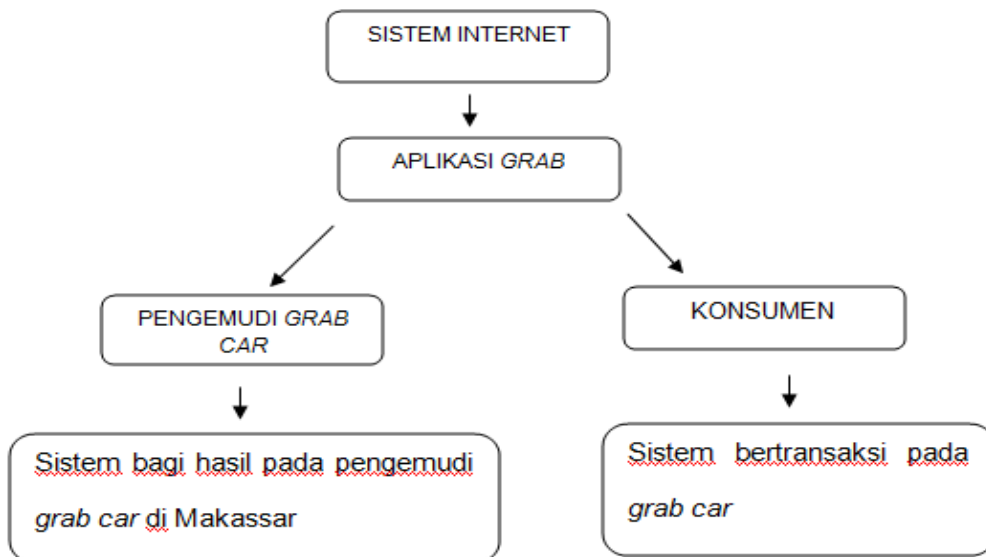 SISTEM INTERNET
APLIKASI GRAB
PENGEMUDI GRAB
CAR
KONSUMEN
Sistem bagi hasil pada pengemudi
grab car di Makassar
Sistem bertransaksi pada
grab car